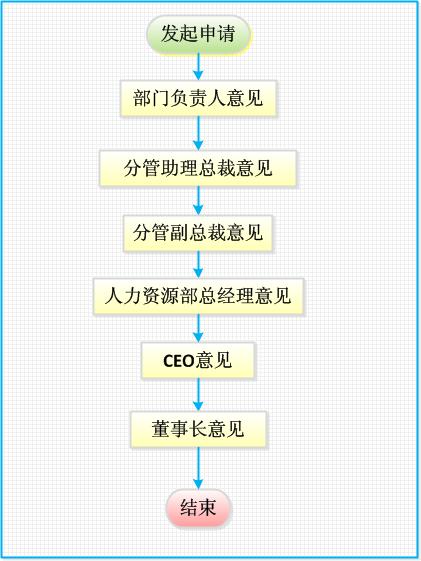 发起申请
部门负责人意见
分管助理总裁意见
分管副总裁意见
人力资源部总经理意见
CEO意见
董事长意见
结束